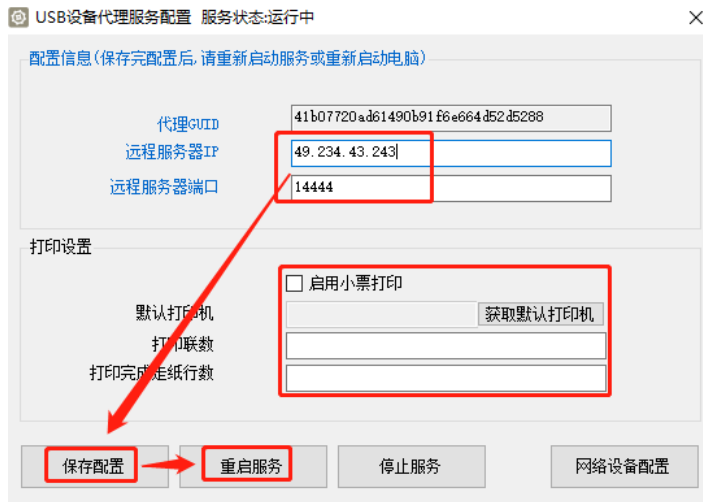 USB设备代理服务配置 服务状态:运行中
配置信息(保存完配置后,请重新启动服务或重新启动电脑)
代理GUID 41b07720ad61490b91f6e664d52d5288
远程服务器IP 49.234.43.243
远程服务器端口 14444
打印设置
启用小票打印
默认打印机 获取默认打印机
打印联数
打印完成走纸行数
保存配置 重启服务 停止服务 网络设备配置